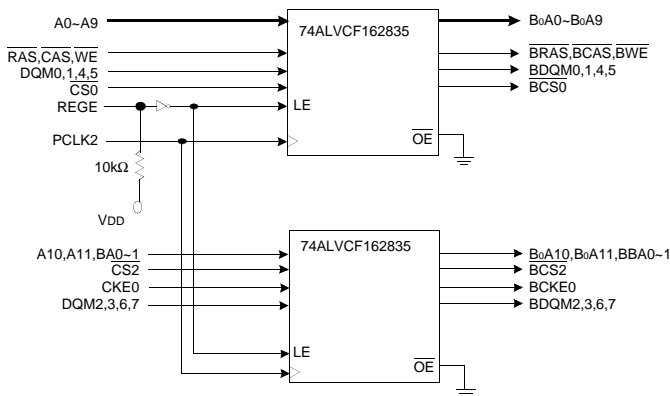 A0~A9
74ALVCF162835
B0A0~B0A9
RAS,CAS,WE
BRAS,BCAS,BWE
DQM0,1,4,5
BDQM0,1,4,5
CS0
BCS0
REGE
LE
PCLK2
OE
10kΩ
VDD
74ALVCF162835
A10,A11,BA0~1
B0A10,B0A11,BBA0~1
CS2
BCS2
CKE0
BCKE0
DQM2,3,6,7
BDQM2,3,6,7
LE
OE